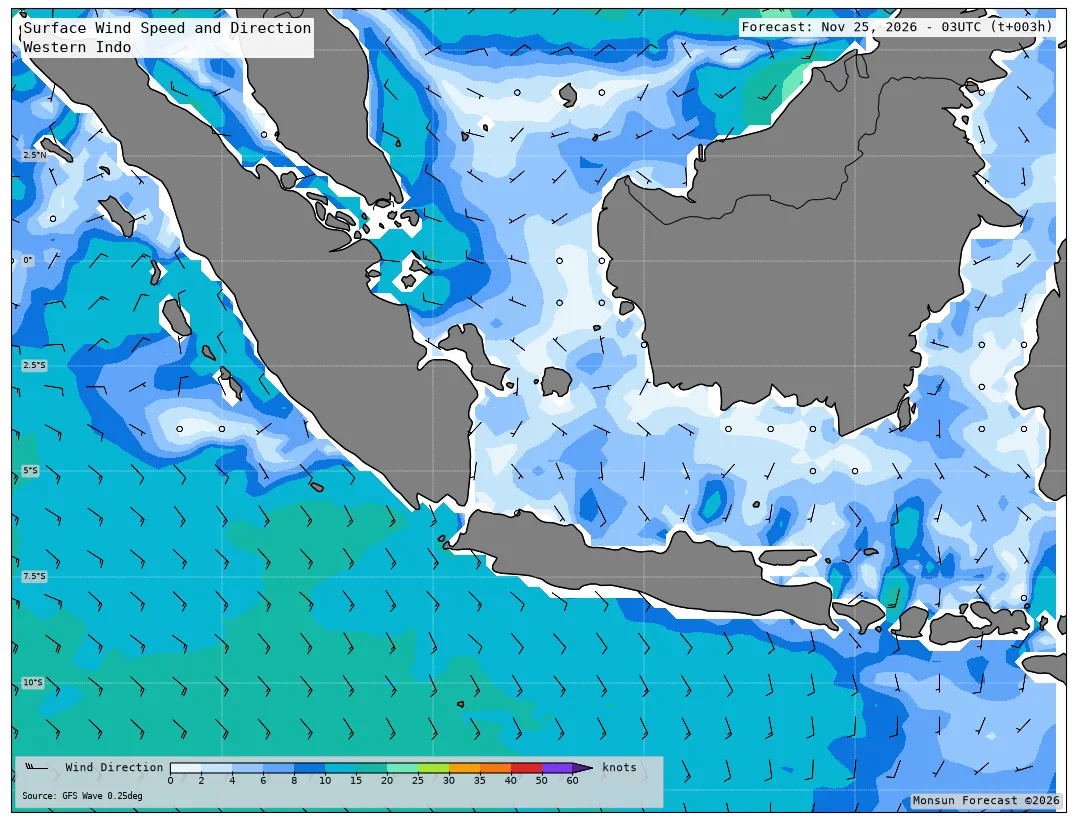 Surface Wind Speed and Direction
Western Indo
Forecast: Nov 25, 2026 - 03UTC (t+003h)
2.5°N
0°
2.5°S
5°S
7.5°S
10°S
Wind Direction
0 2 4 6 8 10 15 20 25 30 35 40 50 60
knots
Source: GFS Wave 0.25deg
Monsun Forecast ©2026